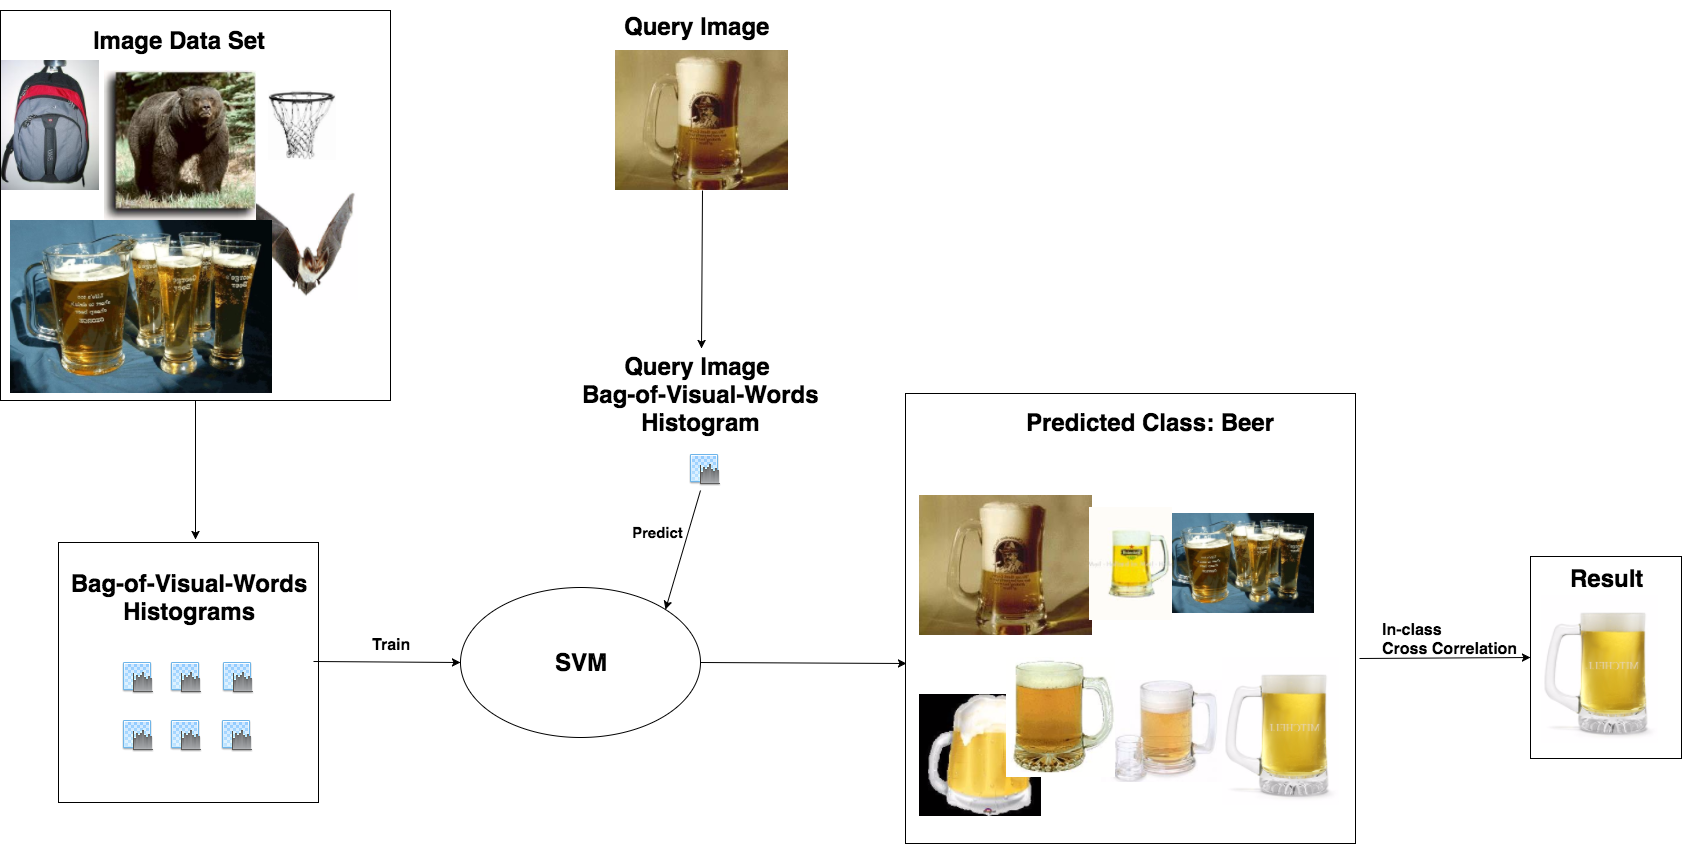 Image Data Set
Query Image
Query Image
Bag-of-Visual-Words
Histogram
Predict
Bag-of-Visual-Words
Histograms
Train
SVM
Predicted Class: Beer
In-class
Cross Correlation
Result